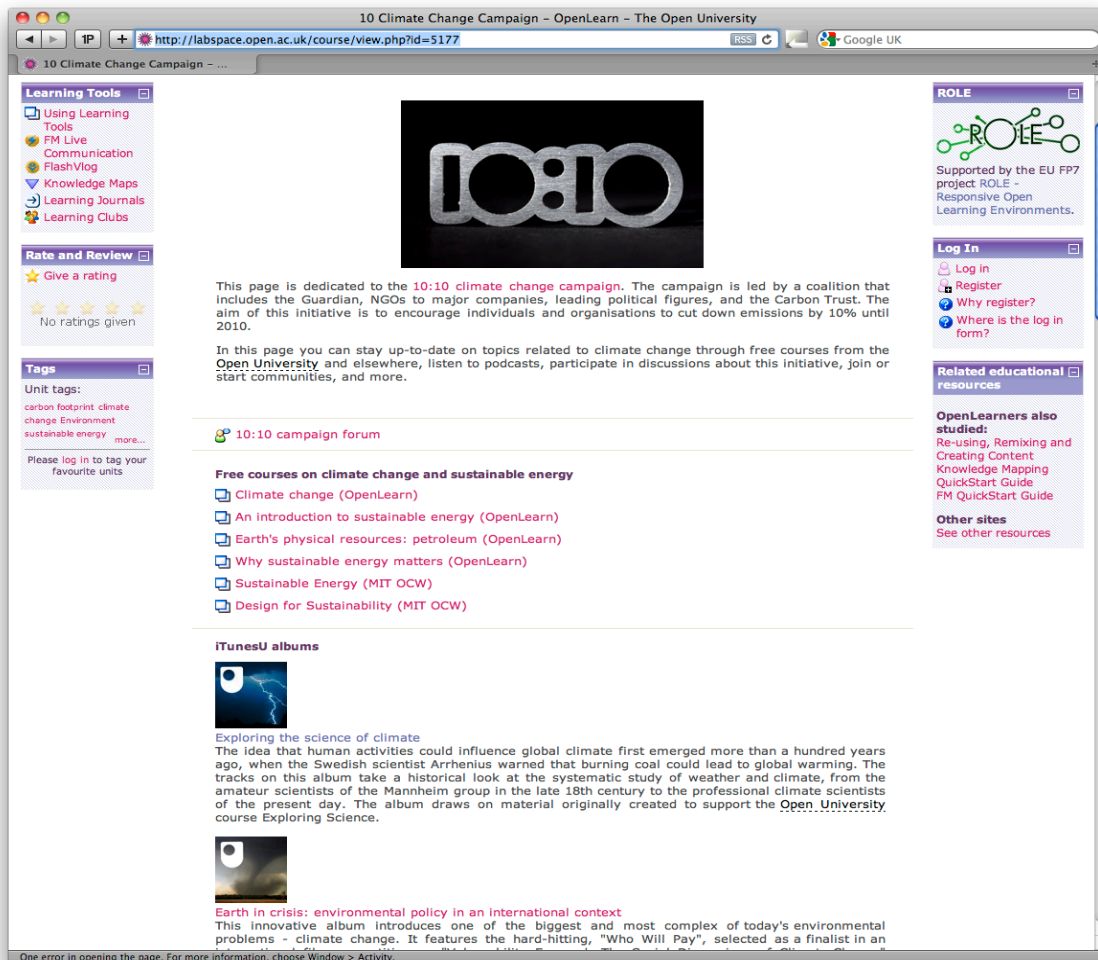 10 Climate Change Campaign – OpenLearn – The Open University
1P
+
http://labspace.open.ac.uk/course/view.php?id=5177
RSS
Google UK
10 Climate Change Campaign – ...
Learning Tools
Using Learning
Tools
FM Live
Communication
FlashVlog
Knowledge Maps
Learning Journals
Learning Clubs
Rate and Review
Give a rating
No ratings given
Tags
Unit tags:
carbon footprint climate
change Environment
sustainable energy
more...
Please log in to tag your
favourite units
10:10
This page is dedicated to the 10:10 climate change campaign. The campaign is led by a coalition that
includes the Guardian, NGOs to major companies, leading political figures, and the Carbon Trust. The
aim of this initiative is to encourage individuals and organisations to cut down emissions by 10% until
2010.
In this page you can stay up-to-date on topics related to climate change through free courses from the
Open University and elsewhere, listen to podcasts, participate in discussions about this initiative, join or
start communities, and more.
10:10 campaign forum
Free courses on climate change and sustainable energy
Climate change (OpenLearn)
An introduction to sustainable energy (OpenLearn)
Earth's physical resources: petroleum (OpenLearn)
Why sustainable energy matters (OpenLearn)
Sustainable Energy (MIT OCW)
Design for Sustainability (MIT OCW)
iTunesU albums
Exploring the science of climate
The idea that human activities could influence global climate first emerged more than a hundred years
ago, when the Swedish scientist Arrhenius warned that burning coal could lead to global warming. The
tracks on this album take a historical look at the systematic study of weather and climate, from the
amateur scientists of the Mannheim group in the late 18th century to the professional climate scientists
of the present day. The album draws on material originally created to support the Open University
course Exploring Science.
Earth in crisis: environmental policy in an international context
This innovative album introduces one of the biggest and most complex of today's environmental
problems - climate change. It features the hard-hitting, "Who Will Pay", selected as a finalist in an
ROLE
ROLE
Supported by the EU FP7
project ROLE -
Responsive Open
Learning Environments.
Log In
Log in
Register
Why register?
Where is the log in
form?
Related educational
resources
OpenLearners also
studied:
Re-using, Remixing and
Creating Content
Knowledge Mapping
QuickStart Guide
FM QuickStart Guide
Other sites
See other resources
One error in opening the page. For more information, choose Window > Activity.